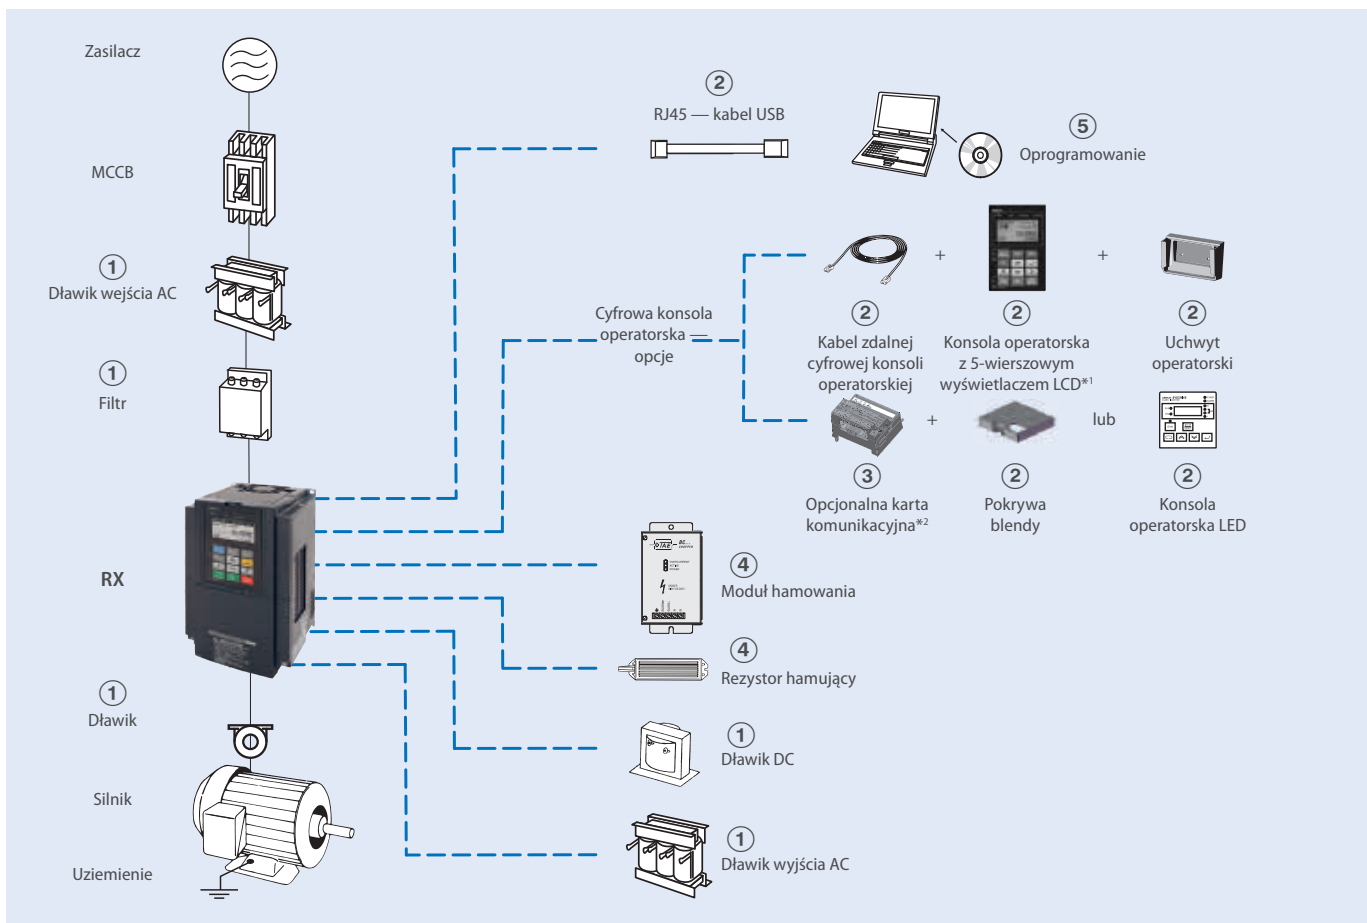 Zasilacz
MCCB
①
Dławik wejścia AC
①
Filtr
RX
①
Dławik
Silnik
Uziemienie
②
RJ45 — kabel USB
⑤
Oprogramowanie
Cyfrowa konsola
operatorska —
opcje
+
+
②
Kabel zdalnej
cyfrowej konsoli
operatorskiej
②
Konsola operatorska
z 5-wierszowym
wyświetlaczem LCD*1
②
Uchwyt
operatorski
+
lub
③
Opcjonalna karta
komunikacyjna*2
②
Pokrywa
blendy
②
Konsola
operatorska LED
④
Moduł hamowania
④
Rezystor hamujący
①
Dławik DC
①
Dławik wyjścia AC